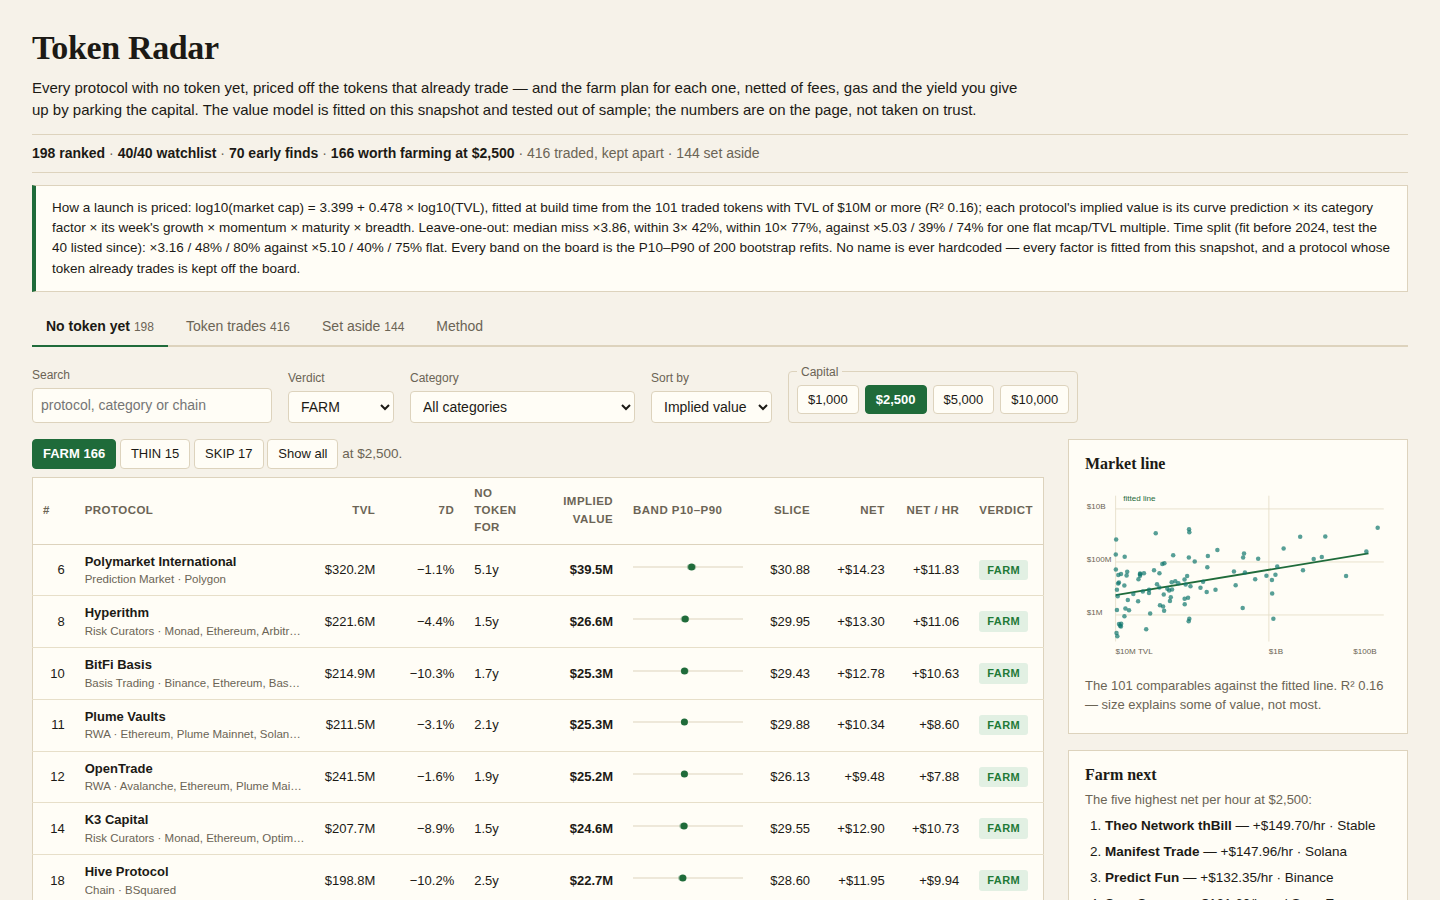 Token Radar
Every protocol with no token yet, priced off the tokens that already trade — and the farm plan for each one, netted of fees, gas and the yield you give
up by parking the capital. The value model is fitted on this snapshot and tested out of sample; the numbers are on the page, not taken on trust.
198 ranked · 40/40 watchlist · 70 early finds · 166 worth farming at $2,500 · 416 traded, kept apart · 144 set aside
How a launch is priced: log10(market cap) = 3.399 + 0.478 × log10(TVL), fitted at build time from the 101 traded tokens with TVL of $10M or more (R² 0.16); each protocol's implied value is its curve prediction × its category
factor × its week's growth × momentum × maturity × breadth. Leave-one-out: median miss ×3.86, within 3× 42%, within 10× 77%, against ×5.03 / 39% / 74% for one flat mcap/TVL multiple. Time split (fit before 2024, test the
40 listed since): ×3.16 / 48% / 80% against ×5.10 / 40% / 75% flat. Every band on the board is the P10–P90 of 200 bootstrap refits. No name is ever hardcoded — every factor is fitted from this snapshot, and a protocol whose
token already trades is kept off the board.
No token yet 198 Token trades 416 Set aside 144 Method
Search Verdict Category Sort by Capital
protocol, category or chain FARM All categories Implied value $1,000 $2,500 $5,000 $10,000
FARM 166 THIN 15 SKIP 17 Show all at $2,500.
# PROTOCOL TVL 7D NO TOKEN FOR IMPLIED VALUE BAND P10–P90 SLICE NET NET / HR VERDICT
6 Polymarket International $320.2M −1.1% 5.1y $39.5M $30.88 +$14.23 +$11.83 FARM
Prediction Market · Polygon
8 Hyperithm $221.6M −4.4% 1.5y $26.6M $29.95 +$13.30 +$11.06 FARM
Risk Curators · Monad, Ethereum, Arbitr…
10 BitFi Basis $214.9M −10.3% 1.7y $25.3M $29.43 +$12.78 +$10.63 FARM
Basis Trading · Binance, Ethereum, Bas…
11 Plume Vaults $211.5M −3.1% 2.1y $25.3M $29.88 +$10.34 +$8.60 FARM
RWA · Ethereum, Plume Mainnet, Solan…
12 OpenTrade $241.5M −1.6% 1.9y $25.2M $26.13 +$9.48 +$7.88 FARM
RWA · Avalanche, Ethereum, Plume Mai…
14 K3 Capital $207.7M −8.9% 1.5y $24.6M $29.55 +$12.90 +$10.73 FARM
Risk Curators · Monad, Ethereum, Optim…
18 Hive Protocol $198.8M −10.2% 2.5y $22.7M $28.60 +$11.95 +$9.94 FARM
Chain · BSquared
Market line
fitted line
$10B
$100M
$1M
$10M TVL $1B $100B
The 101 comparables against the fitted line. R² 0.16
— size explains some of value, not most.
Farm next
The five highest net per hour at $2,500:
1. Theo Network thBill — +$149.70/hr · Stable
2. Manifest Trade — +$147.96/hr · Solana
3. Predict Fun — +$132.35/hr · Binance